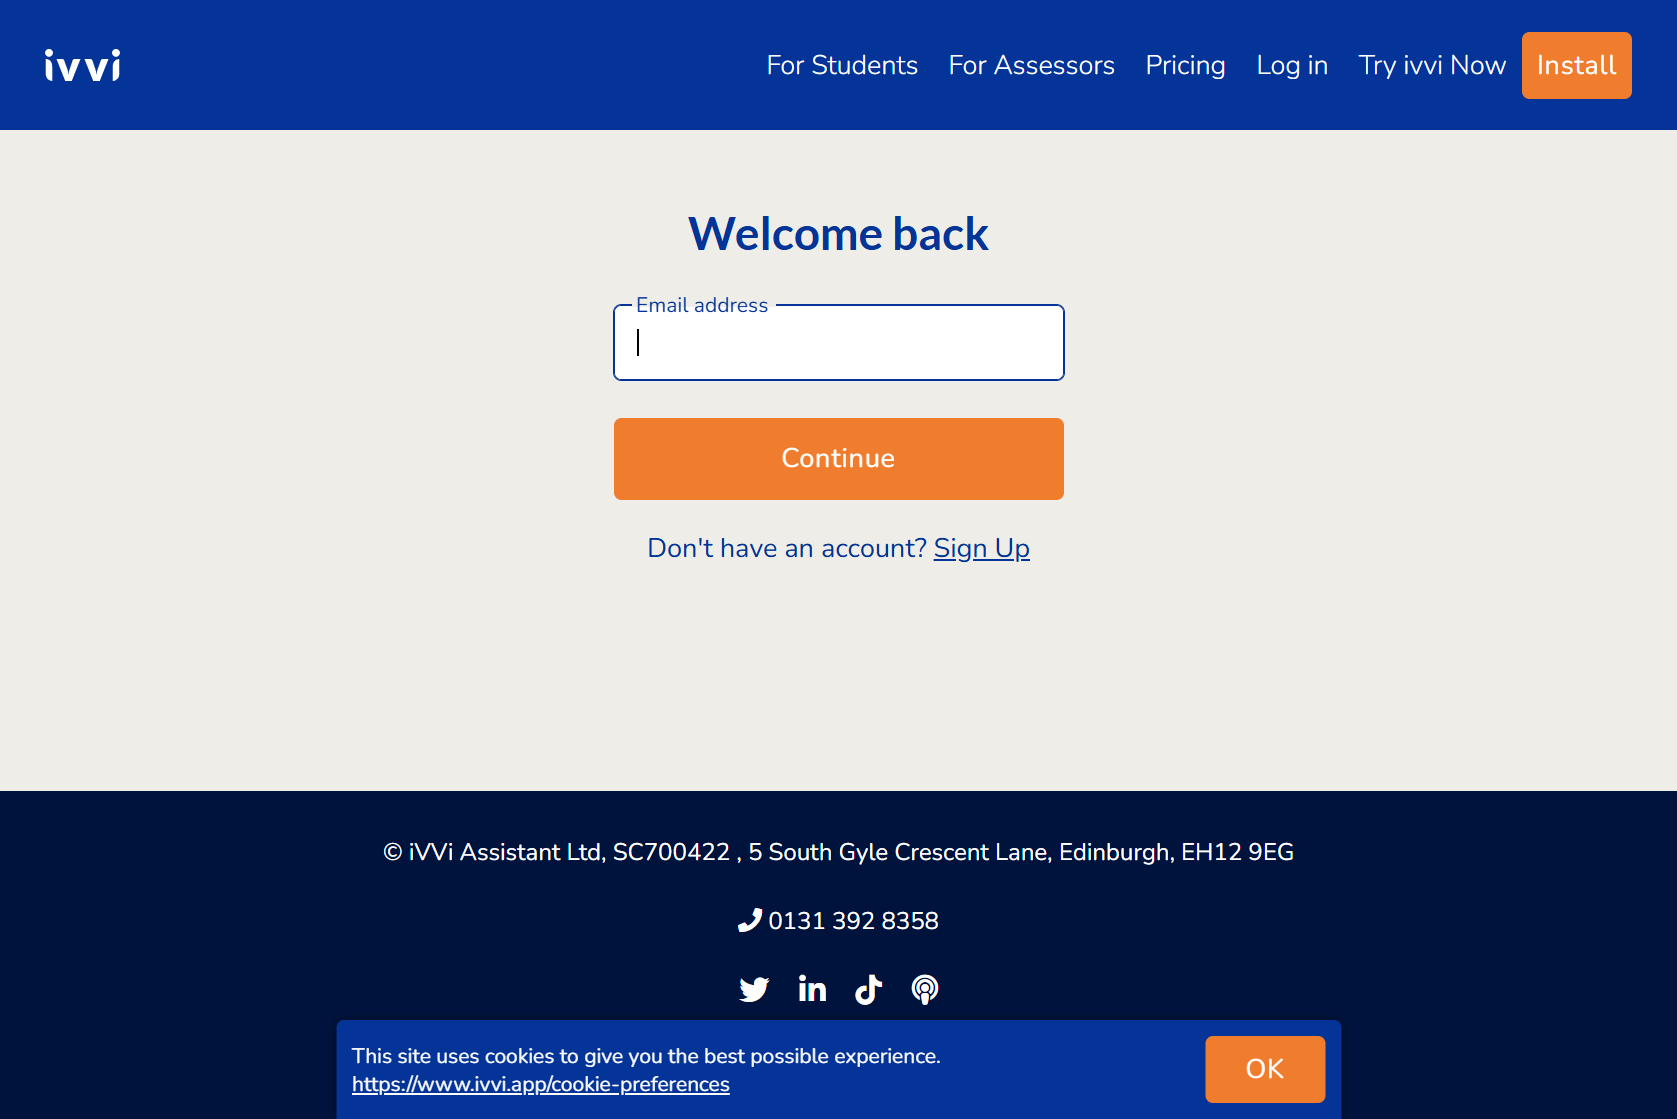 ivvi
For Students
For Assessors
Pricing
Log in
Try ivvi Now
Install
Welcome back
Email address
Continue
Don't have an account? Sign Up
© iVVi Assistant Ltd, SC700422 , 5 South Gyle Crescent Lane, Edinburgh, EH12 9EG
0131 392 8358
This site uses cookies to give you the best possible experience.
https://www.ivvi.app/cookie-preferences
OK